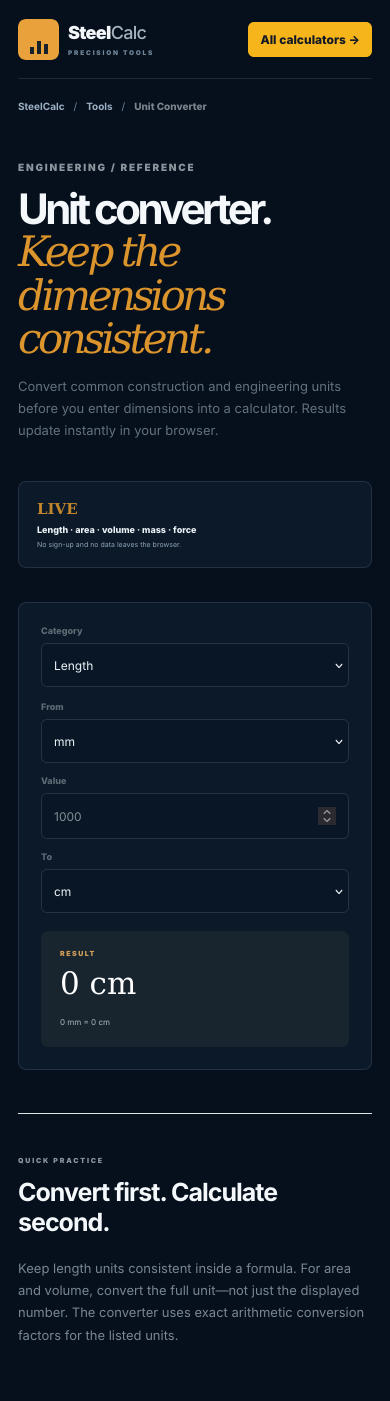 SteelCalc
PRECISION TOOLS
All calculators →
SteelCalc / Tools / Unit Converter
ENGINEERING / REFERENCE
Unit converter.
Keep the
dimensions
consistent.
Convert common construction and engineering units
before you enter dimensions into a calculator. Results
update instantly in your browser.
LIVE
Length · area · volume · mass · force
No sign-up and no data leaves the browser.
Category
Length
From
mm
Value
1000
To
cm
RESULT
0 cm
0 mm = 0 cm
QUICK PRACTICE
Convert first. Calculate
second.
Keep length units consistent inside a formula. For area
and volume, convert the full unit—not just the displayed
number. The converter uses exact arithmetic conversion
factors for the listed units.